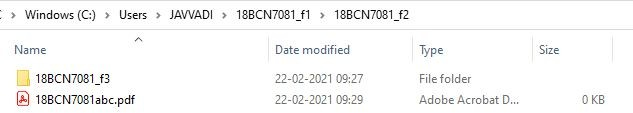 Windows (C:) > Users > JAVVADI > 18BCN7081_f1 > 18BCN7081_f2
Name Date modified Type Size
18BCN7081_f3 22-02-2021 09:27 File folder
18BCN7081abc.pdf 22-02-2021 09:29 Adobe Acrobat D... 0 KB